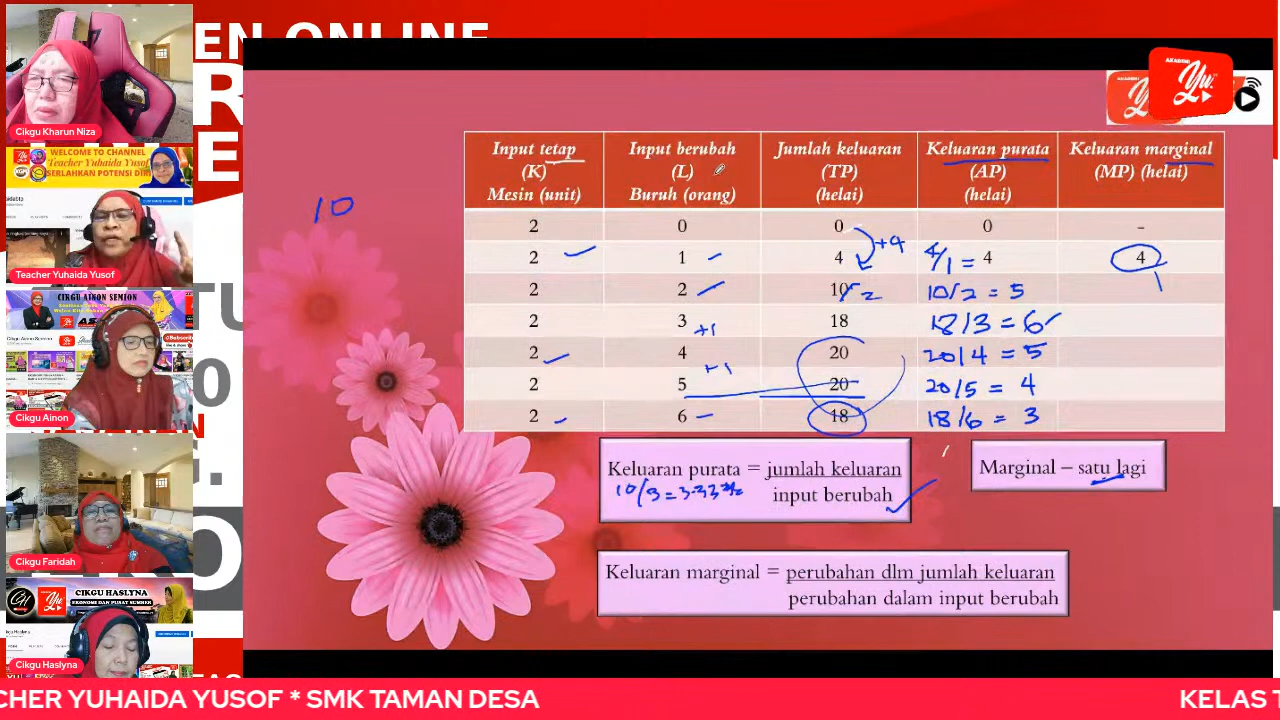 EN ONLINE
Cikgu Kharun Niza
WELCOME TO CHANNEL
Teacher Yuhaida Yusof
SERLAHKAN POTENSI DIRI
Teacher Yuhaida Yusof
CIKGU AINON SEMION
Cikgu Ainon
Cikgu Faridah
CIKGU HASLYNA
EKONOMI DAN PUSAT SUMBER
Cikgu Haslyna
AKADEMI
Yu
10
Input tetap Input berubah Jumlah keluaran Keluaran purata Keluaran marginal
(K) (L) (TP) (AP) (MP) (helai)
Mesin (unit) Buruh (orang) (helai) (helai)
2 0 0 0 -
+4
2 1 4 4/1 = 4 4
2 2 10 10/2 = 5
2 3 18 18/3 = 6
+1
2 4 20 20/4 = 5
+1
2 5 20 20/5 = 4
2 6 18 18/6 = 3
Keluaran purata = jumlah keluaran
input berubah
Marginal – satu lagi
Keluaran marginal = perubahan dlm jumlah keluaran
perubahan dalam input berubah
CHER YUHAIDA YUSOF * SMK TAMAN DESA
KELAS T